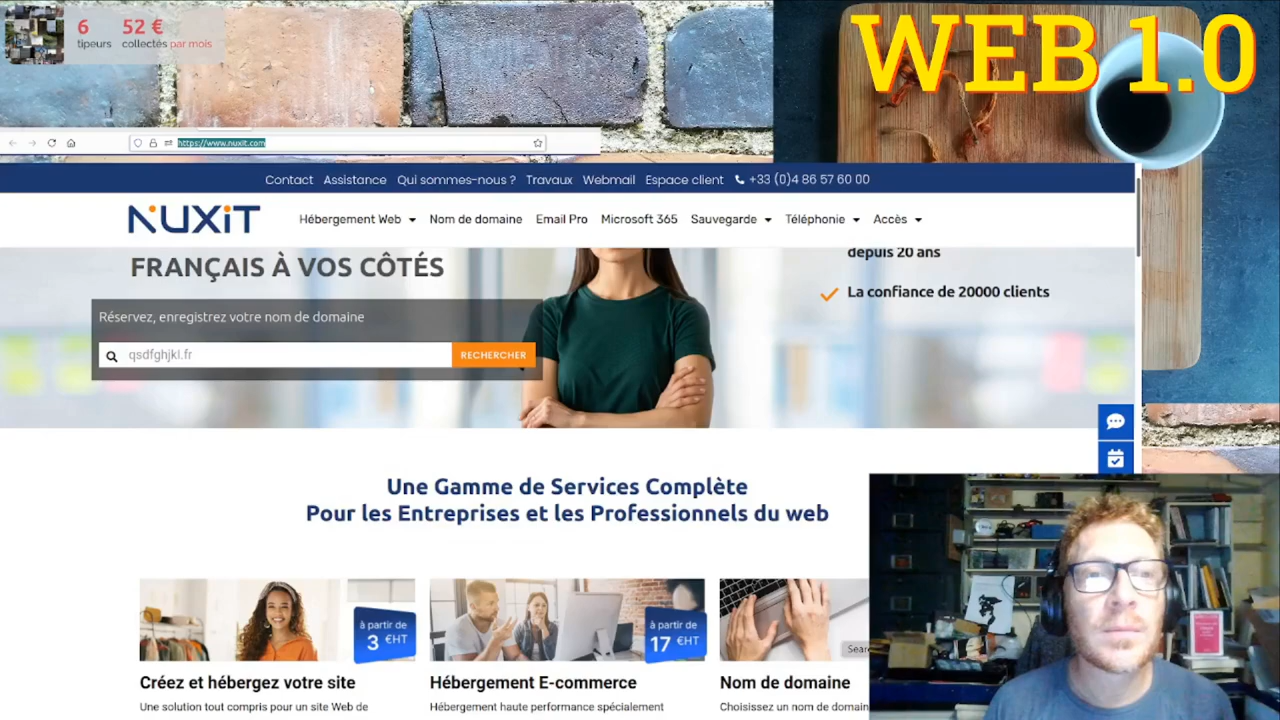 6
tipeurs
52 €
collectés par mois
WEB 1.0
https://www.nuxit.com
Contact Assistance Qui sommes-nous ? Travaux Webmail Espace client +33 (0)4 86 57 60 00
NUXIT
Hébergement Web Nom de domaine Email Pro Microsoft 365 Sauvegarde Téléphonie Accès
FRANÇAIS À VOS CÔTÉS
depuis 20 ans
La confiance de 20000 clients
Réservez, enregistrez votre nom de domaine
qsdfghjkl.fr
RECHERCHER
Une Gamme de Services Complète
Pour les Entreprises et les Professionnels du web
à partir de
3 €HT
à partir de
17 €HT
Sear
Créez et hébergez votre site
Hébergement E-commerce
Nom de domaine
Une solution tout compris pour un site Web de
Hébergement haute performance spécialement
Choisissez un nom de domain